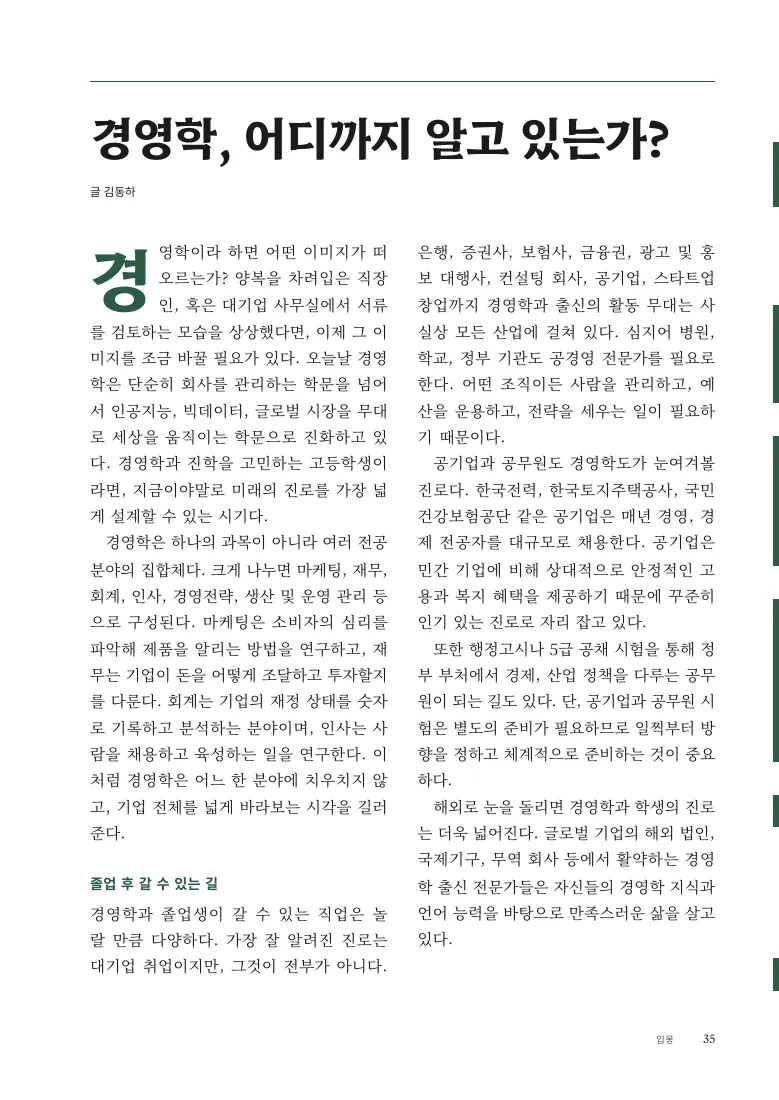 경영학, 어디까지 알고 있는가?
글 김동하
경영학이라 하면 어떤 이미지가 떠
오르는가? 양복을 차려입은 직장
인, 혹은 대기업 사무실에서 서류
를 검토하는 모습을 상상했다면, 이제 그 이
미지를 조금 바꿀 필요가 있다. 오늘날 경영
학은 단순히 회사를 관리하는 학문을 넘어
서 인공지능, 빅데이터, 글로벌 시장을 무대
로 세상을 움직이는 학문으로 진화하고 있
다. 경영학과 진학을 고민하는 고등학생이
라면, 지금이야말로 미래의 진로를 가장 넓
게 설계할 수 있는 시기다.
경영학은 하나의 과목이 아니라 여러 전공
분야의 집합체다. 크게 나누면 마케팅, 재무,
회계, 인사, 경영전략, 생산 및 운영 관리 등
으로 구성된다. 마케팅은 소비자의 심리를
파악해 제품을 알리는 방법을 연구하고, 재
무는 기업이 돈을 어떻게 조달하고 투자할지
를 다룬다. 회계는 기업의 재정 상태를 숫자
로 기록하고 분석하는 분야이며, 인사는 사
람을 채용하고 육성하는 일을 연구한다. 이
처럼 경영학은 어느 한 분야에 치우치지 않
고, 기업 전체를 넓게 바라보는 시각을 길러
준다.
졸업 후 갈 수 있는 길
경영학과 졸업생이 갈 수 있는 직업은 놀
랄 만큼 다양하다. 가장 잘 알려진 진로는
대기업 취업이지만, 그것이 전부가 아니다.
은행, 증권사, 보험사, 금융권, 광고 및 홍
보 대행사, 컨설팅 회사, 공기업, 스타트업
창업까지 경영학과 출신의 활동 무대는 사
실상 모든 산업에 걸쳐 있다. 심지어 병원,
학교, 정부 기관도 공경영 전문가를 필요로
한다. 어떤 조직이든 사람을 관리하고, 예
산을 운용하고, 전략을 세우는 일이 필요하
기 때문이다.
공기업과 공무원도 경영학도가 눈여겨볼
진로다. 한국전력, 한국토지주택공사, 국민
건강보험공단 같은 공기업은 매년 경영, 경
제 전공자를 대규모로 채용한다. 공기업은
민간 기업에 비해 상대적으로 안정적인 고
용과 복지 혜택을 제공하기 때문에 꾸준히
인기 있는 진로로 자리 잡고 있다.
또한 행정고시나 5급 공채 시험을 통해 정
부 부처에서 경제, 산업 정책을 다루는 공무
원이 되는 길도 있다. 단, 공기업과 공무원 시
험은 별도의 준비가 필요하므로 일찍부터 방
향을 정하고 체계적으로 준비하는 것이 중요
하다.
해외로 눈을 돌리면 경영학과 학생의 진로
는 더욱 넓어진다. 글로벌 기업의 해외 법인,
국제기구, 무역 회사 등에서 활약하는 경영
학 출신 전문가들은 자신들의 경영학 지식과
언어 능력을 바탕으로 만족스러운 삶을 살고
있다.
입몽 35